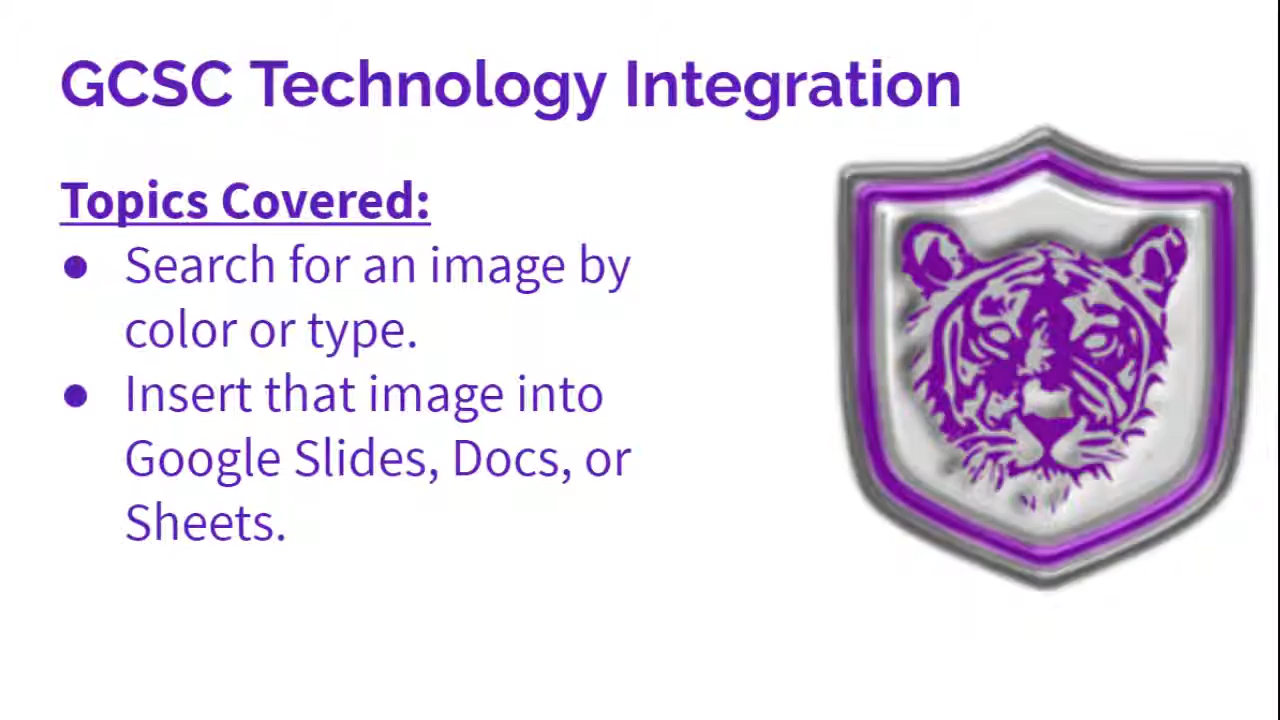 GCSC Technology Integration
Topics Covered:
● Search for an image by
color or type.
● Insert that image into
Google Slides, Docs, or
Sheets.